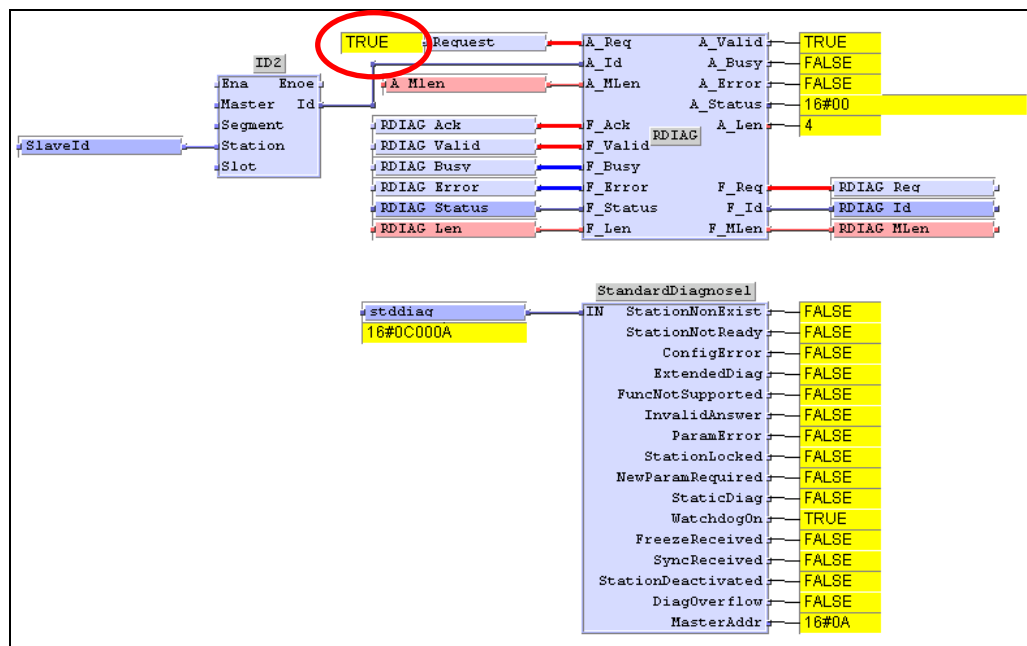 TRUE Request A_Req A_Valid TRUE
ID2 A_Id A_Busy FALSE
Ena Enoe A Mlen A_MLen A_Error FALSE
Master Id A_Status 16#00
Segment RDIAG Ack F_Ack RDIAG A_Len 4
SlaveId Station RDIAG Valid F_Valid
Slot RDIAG Busy F_Busy
RDIAG Error F_Error F_Req RDIAG Req
RDIAG Status F_Status F_Id RDIAG Id
RDIAG Len F_Len F_MLen RDIAG MLen
StandardDiagnose1
stddiag IN StationNonExist FALSE
16#0C000A StationNotReady FALSE
ConfigError FALSE
ExtendedDiag FALSE
FuncNotSupported FALSE
InvalidAnswer FALSE
ParamError FALSE
StationLocked FALSE
NewParamRequired FALSE
StaticDiag FALSE
WatchdogOn TRUE
FreezeReceived FALSE
SyncReceived FALSE
StationDeactivated FALSE
DiagOverflow FALSE
MasterAddr 16#0A